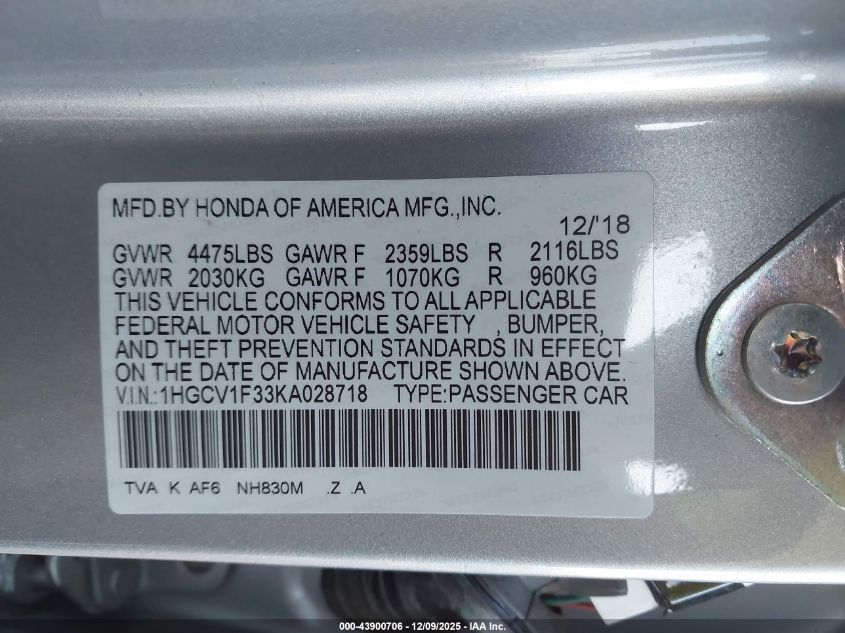 MFD.BY HONDA OF AMERICA MFG.,INC.
12/'18
GVWR 4475LBS GAWR F 2359LBS R 2116LBS
GVWR 2030KG GAWR F 1070KG R 960KG
THIS VEHICLE CONFORMS TO ALL APPLICABLE
FEDERAL MOTOR VEHICLE SAFETY , BUMPER,
AND THEFT PREVENTION STANDARDS IN EFFECT
ON THE DATE OF MANUFACTURE SHOWN ABOVE.
V.I.N.:1HGCV1F33KA028718 TYPE:PASSENGER CAR
TVA K AF6 NH830M .Z .A
000-43900706 - 12/09/2025 - IAA Inc.